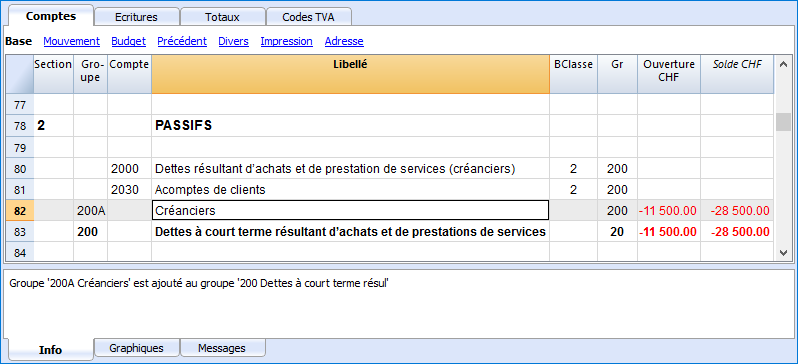 Comptes Ecritures Totaux Codes TVA
Base Mouvement Budget Précédent Divers Impression Adresse
Section Gro-upe Compte Libellé BClasse Gr Ouverture CHF Solde CHF
77
78 2 PASSIFS
79
80 2000 Dettes résultant d'achats et de prestation de services (créanciers) 2 200
81 2030 Acomptes de clients 2 200
82 200A Créanciers 200 -11 500.00 -28 500.00
83 200 Dettes à court terme résultant d'achats et de prestations de services 20 -11 500.00 -28 500.00
84
Groupe '200A Créanciers' est ajouté au groupe '200 Dettes à court terme résul'
Info Graphiques Messages